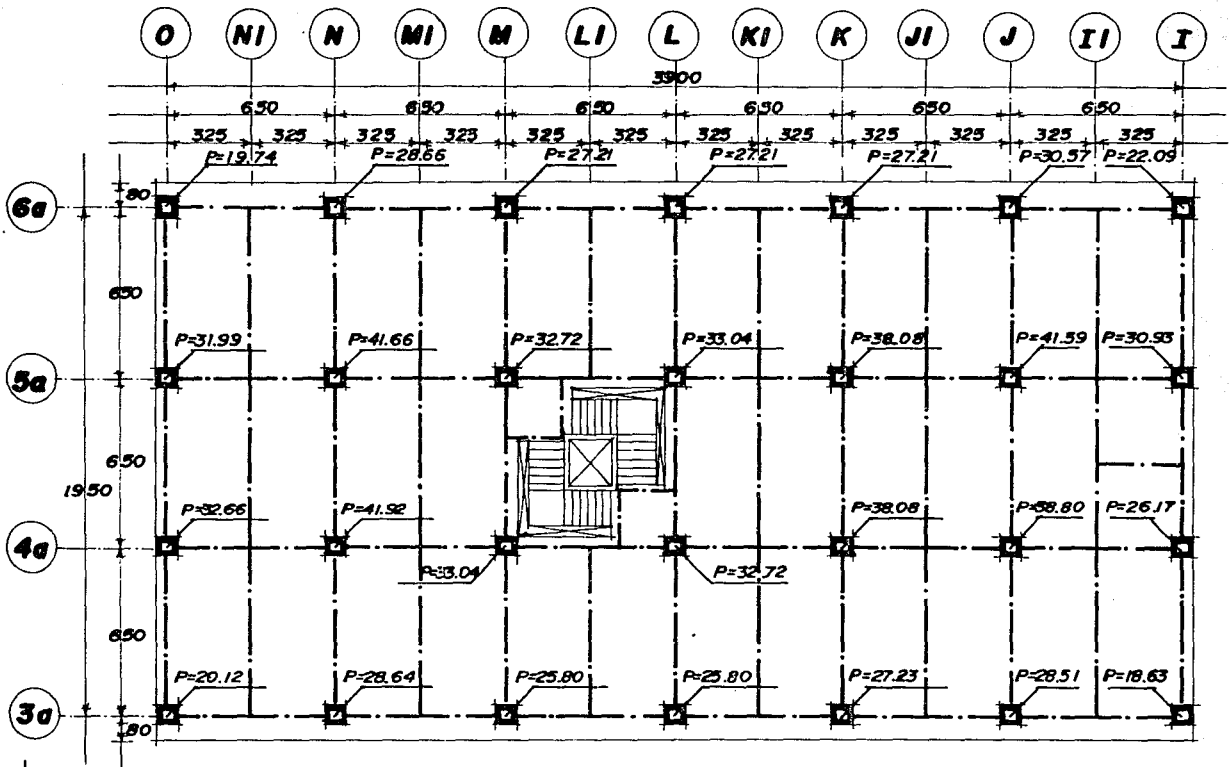 O NI N MI M LI L KI K JI J II I
3900
650 650 650 650 650 650
325 325 325 325 325 325 325 325 325 325 325 325
P=19.74 P=28.66 P=27.21 P=27.21 P=27.21 P=30.57 P=22.09
80
6a
650
P=31.99 P=41.66 P=32.72 P=33.04 P=38.08 P=41.59 P=30.93
5a
650
1950
P=32.66 P=41.92 P=38.08 P=38.80 P=26.17
4a
P=33.04 P=32.72
650
P=20.12 P=28.64 P=25.80 P=25.80 P=27.23 P=28.51 P=18.63
3a
80